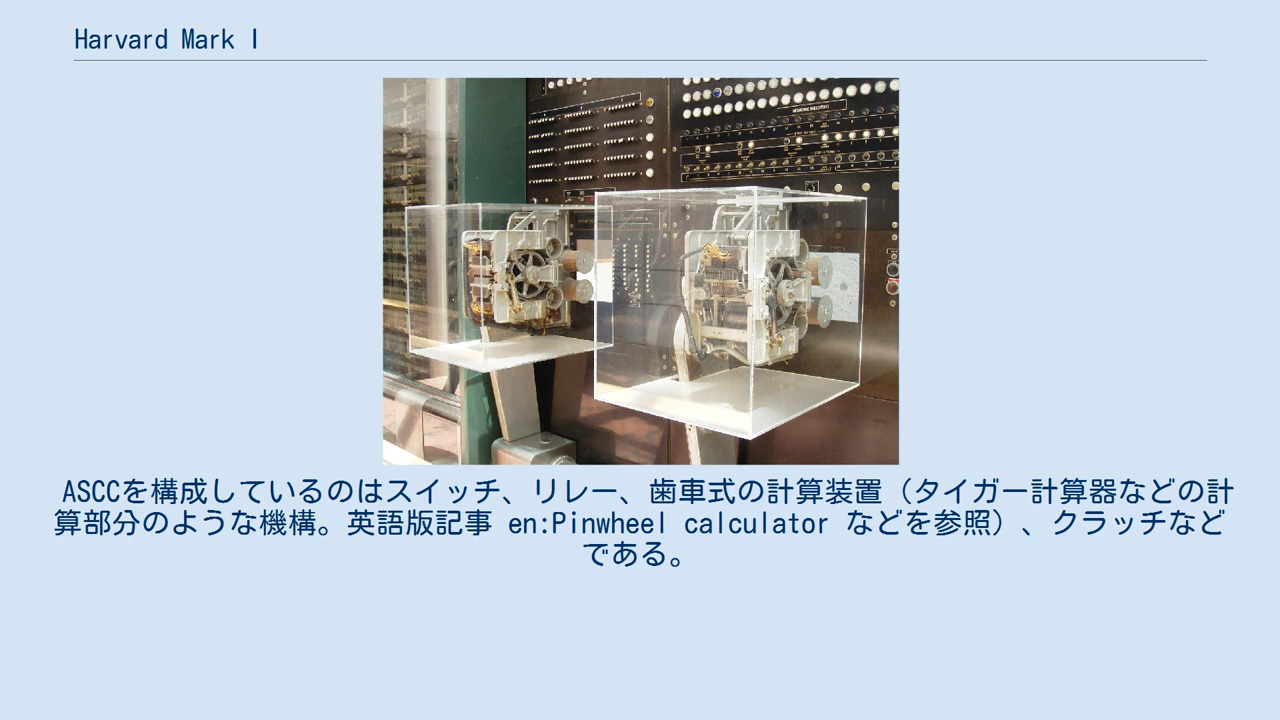 Harvard Mark I
ASCCを構成しているのはスイッチ、リレー、歯車式の計算装置（タイガー計算器などの計
算部分のような機構。英語版記事 en:Pinwheel calculator などを参照）、クラッチなど
である。